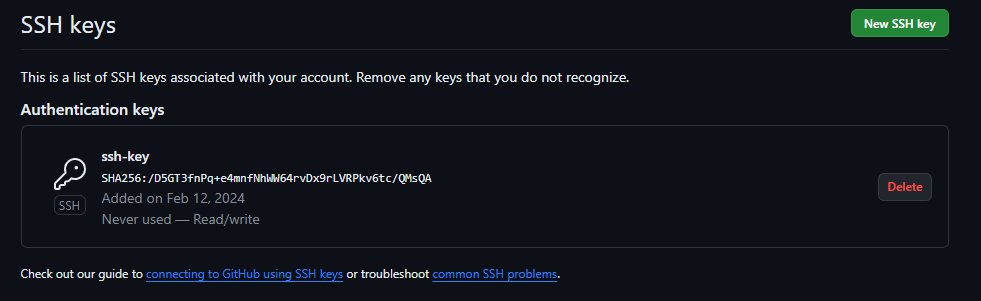 SSH keys
New SSH key
This is a list of SSH keys associated with your account. Remove any keys that you do not recognize.
Authentication keys
ssh-key
SHA256:/D5GT3fnPq+e4mnfNhWW64rvDx9rLVRPkv6tc/QMsQA
Added on Feb 12, 2024
Never used — Read/write
SSH
Delete
Check out our guide to connecting to GitHub using SSH keys or troubleshoot common SSH problems.